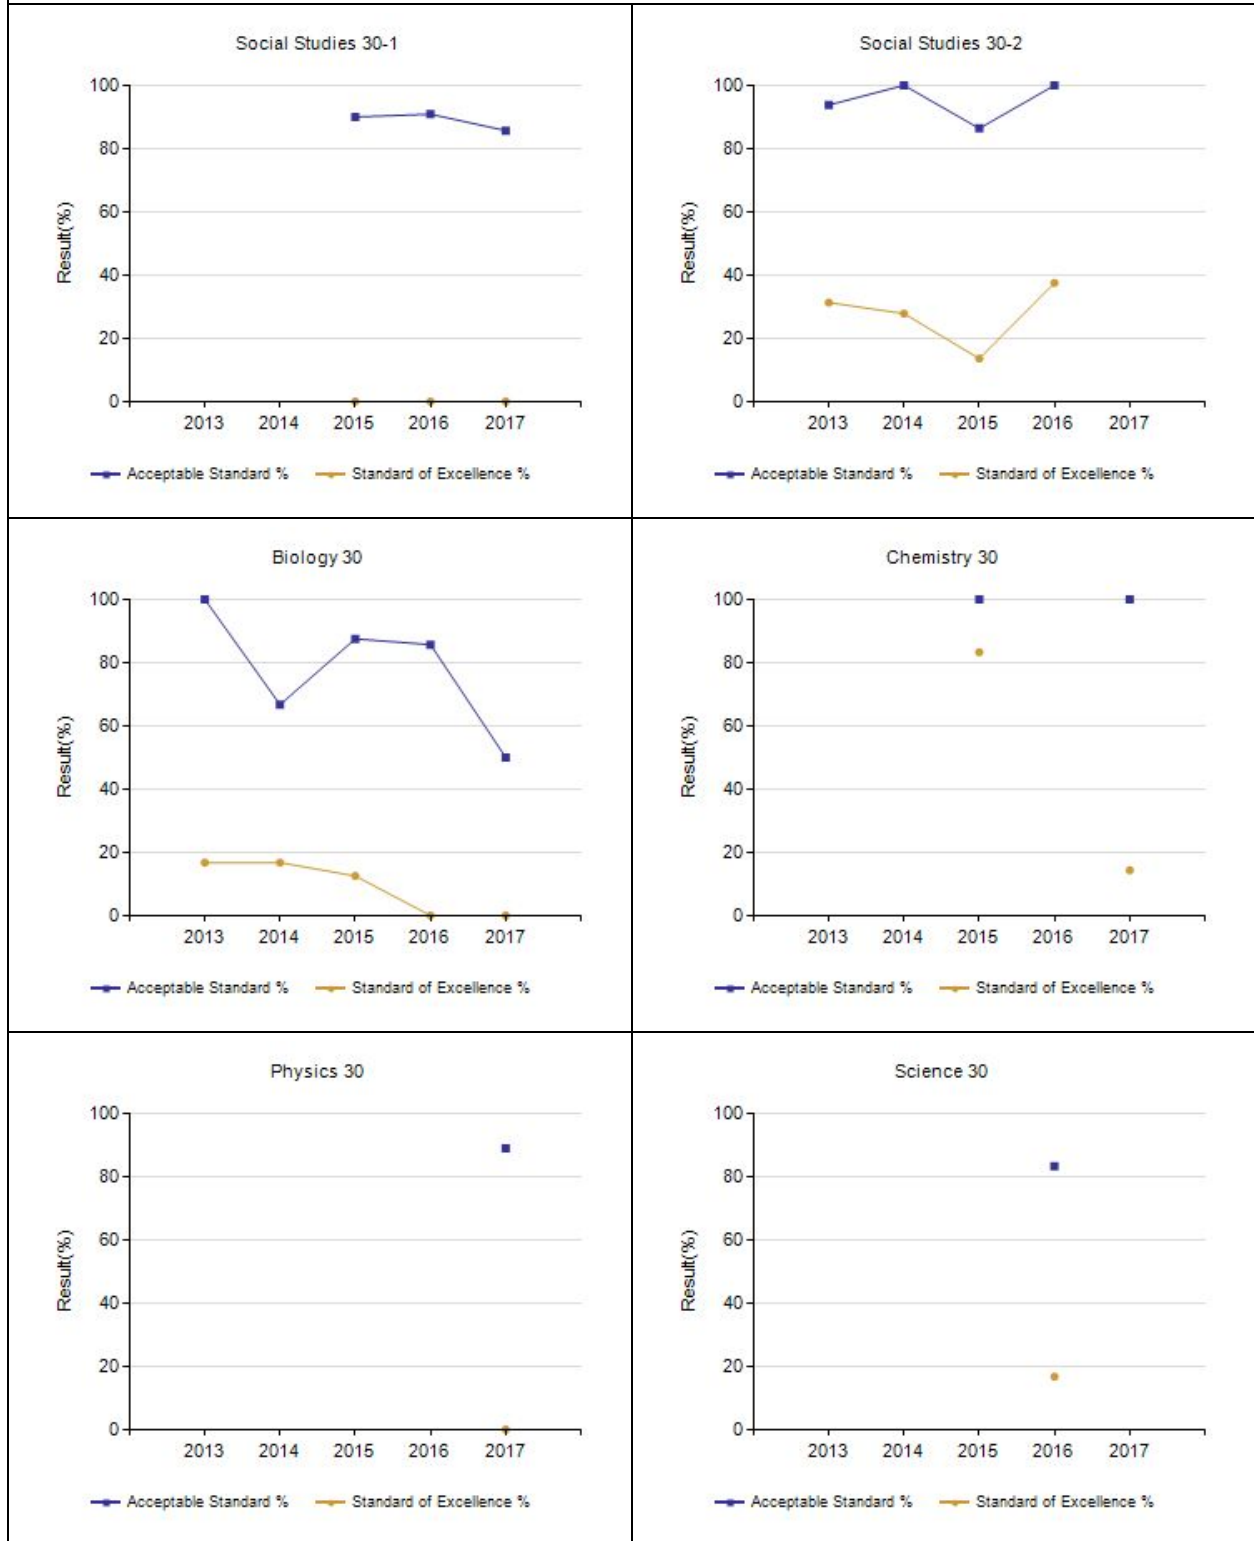 Social Studies 30-1
100
80
60
40
20
0
Result(%)
2013 2014 2015 2016 2017
Acceptable Standard % Standard of Excellence %
Social Studies 30-2
100
80
60
40
20
0
Result(%)
2013 2014 2015 2016 2017
Acceptable Standard % Standard of Excellence %
Biology 30
100
80
60
40
20
0
Result(%)
2013 2014 2015 2016 2017
Acceptable Standard % Standard of Excellence %
Chemistry 30
100
80
60
40
20
0
Result(%)
2013 2014 2015 2016 2017
Acceptable Standard % Standard of Excellence %
Physics 30
100
80
60
40
20
0
Result(%)
2013 2014 2015 2016 2017
Acceptable Standard % Standard of Excellence %
Science 30
100
80
60
40
20
0
Result(%)
2013 2014 2015 2016 2017
Acceptable Standard % Standard of Excellence %